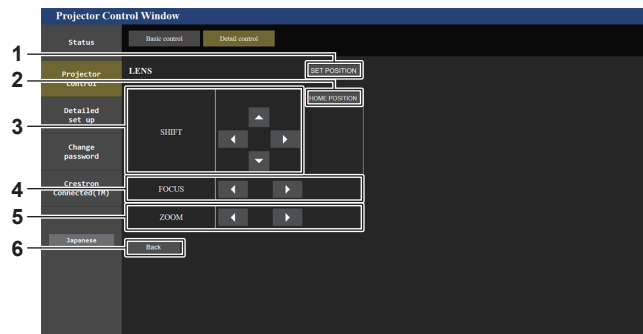 Projector Control Window
Status
Basic control
Detail control
1
Projector
control
LENS
SET POSITION
2
HOME POSITION
Detailed
set up
3
SHIFT
Change
password
4
Crestron
Connected(TM)
FOCUS
5
ZOOM
Japanese
6
Back